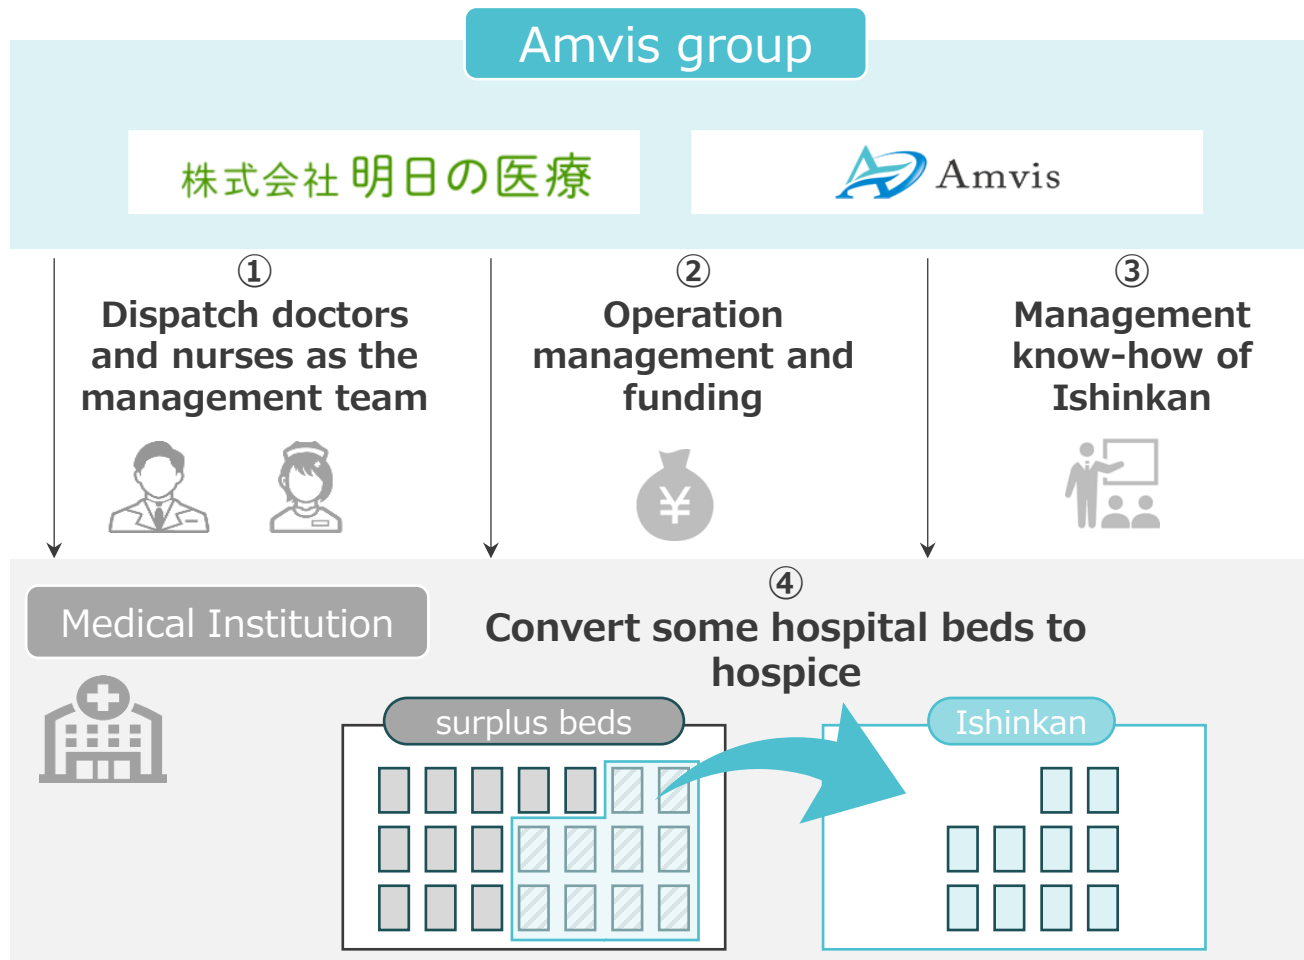 Amvis group
株式会社 明日の医療
Amvis
①
Dispatch doctors
and nurses as the
management team
②
Operation
management and
funding
¥
③
Management
know-how of
Ishinkan
Medical Institution
④
Convert some hospital beds to
hospice
surplus beds
Ishinkan